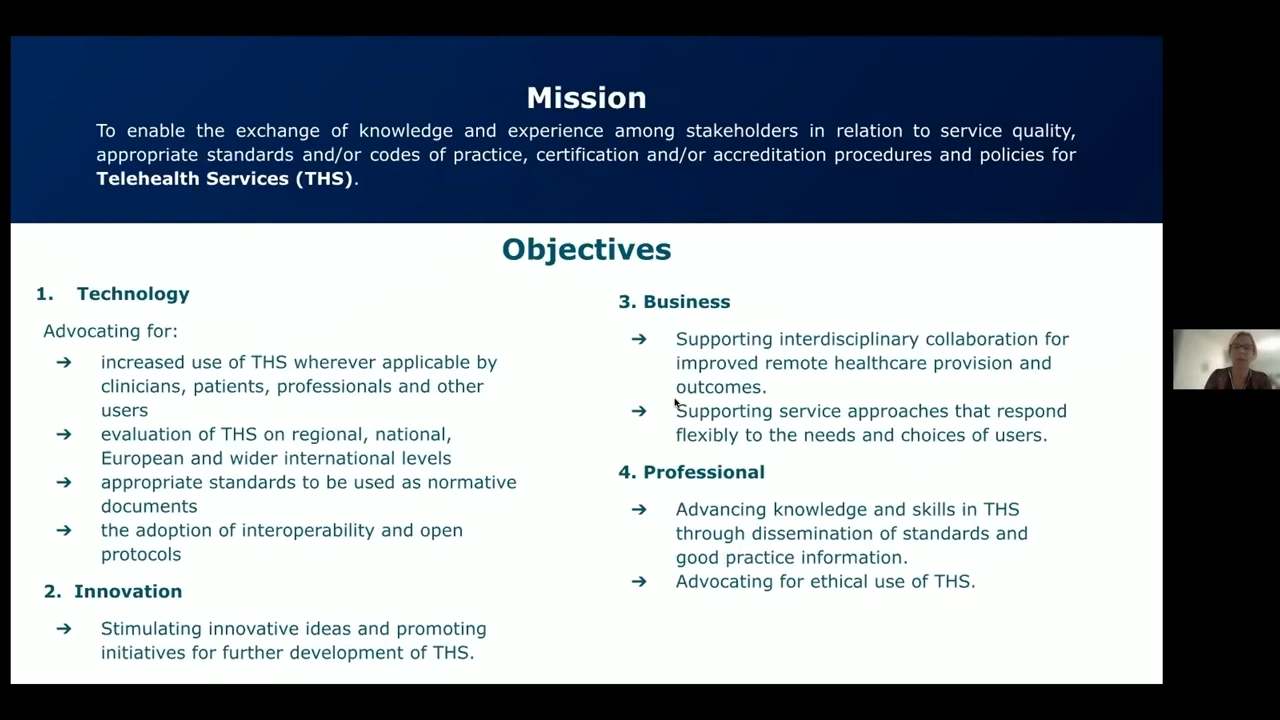 Mission
To enable the exchange of knowledge and experience among stakeholders in relation to service quality,
appropriate standards and/or codes of practice, certification and/or accreditation procedures and policies for
Telehealth Services (THS).
Objectives
1. Technology
Advocating for:
➔ increased use of THS wherever applicable by
clinicians, patients, professionals and other
users
➔ evaluation of THS on regional, national,
European and wider international levels
➔ appropriate standards to be used as normative
documents
➔ the adoption of interoperability and open
protocols
2. Innovation
➔ Stimulating innovative ideas and promoting
initiatives for further development of THS.
3. Business
➔ Supporting interdisciplinary collaboration for
improved remote healthcare provision and
outcomes.
➔ Supporting service approaches that respond
flexibly to the needs and choices of users.
4. Professional
➔ Advancing knowledge and skills in THS
through dissemination of standards and
good practice information.
➔ Advocating for ethical use of THS.